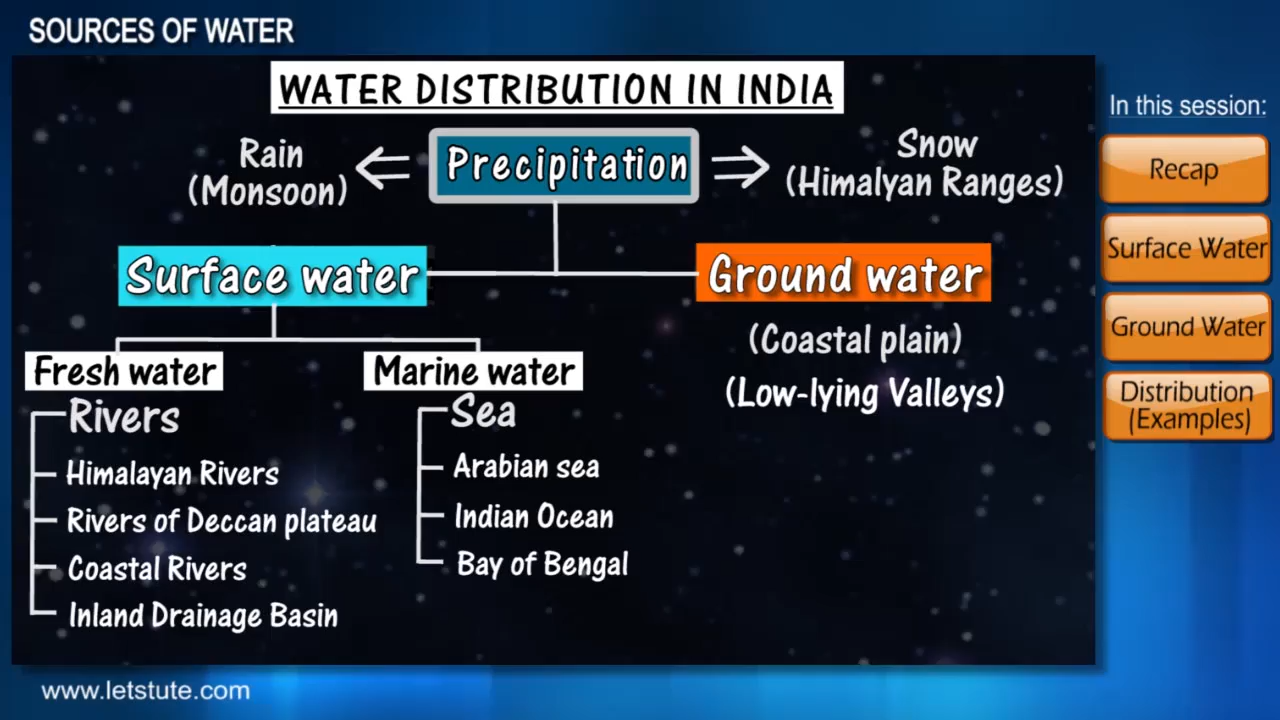 SOURCES OF WATER
WATER DISTRIBUTION IN INDIA
Rain
(Monsoon)
Precipitation
Snow
(Himalyan Ranges)
Surface water
Ground water
(Coastal plain)
(Low-lying Valleys)
Fresh water
Rivers
Himalayan Rivers
Rivers of Deccan plateau
Coastal Rivers
Inland Drainage Basin
Marine water
Sea
Arabian sea
Indian Ocean
Bay of Bengal
In this session:
Recap
Surface Water
Ground Water
Distribution
(Examples)
www.letstute.com